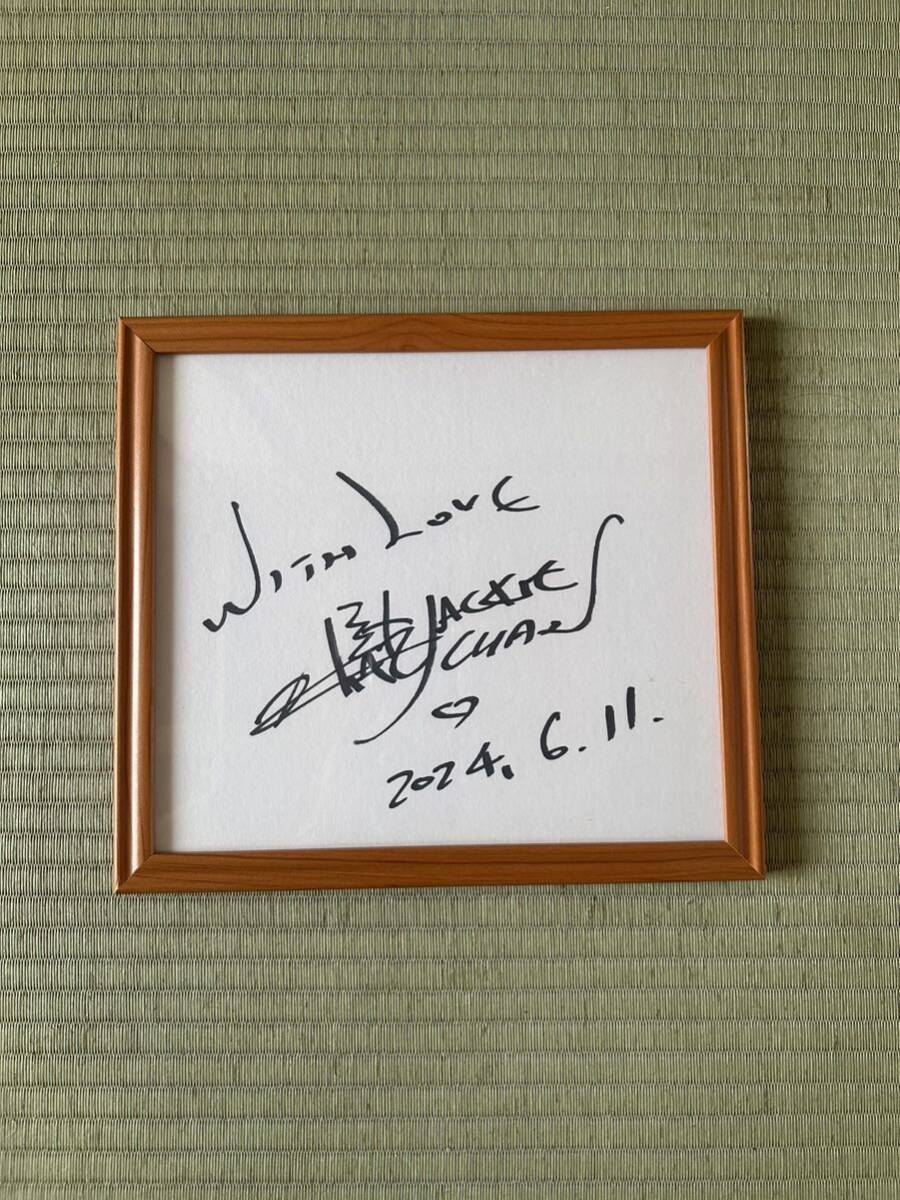 WITH LOVE
JACKIE
CHAN
♡
2024. 6. 11.